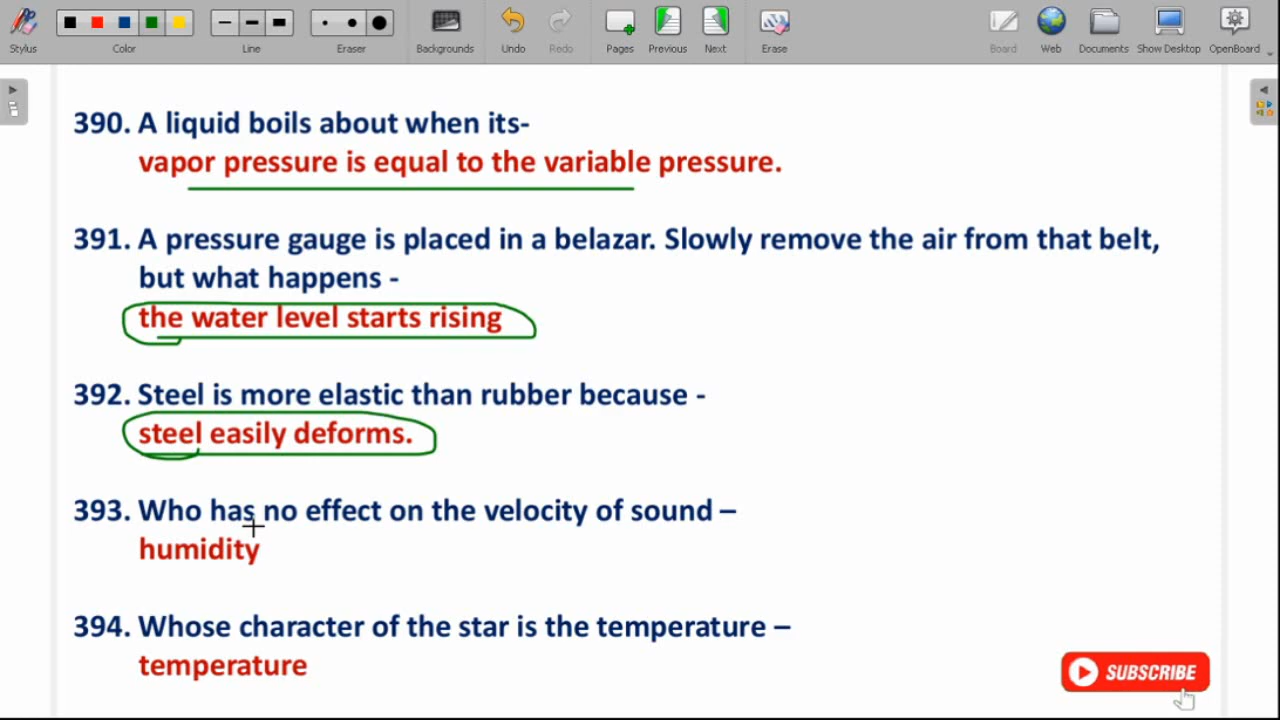 Stylus
Color
Line
Eraser
Backgrounds
Undo
Redo
Pages
Previous
Next
Erase
Board
Web
Documents
Show Desktop
OpenBoard
390. A liquid boils about when its-
vapor pressure is equal to the variable pressure.
391. A pressure gauge is placed in a belazar. Slowly remove the air from that belt,
but what happens -
the water level starts rising
392. Steel is more elastic than rubber because -
steel easily deforms.
393. Who has no effect on the velocity of sound –
humidity
394. Whose character of the star is the temperature –
temperature
SUBSCRIBE